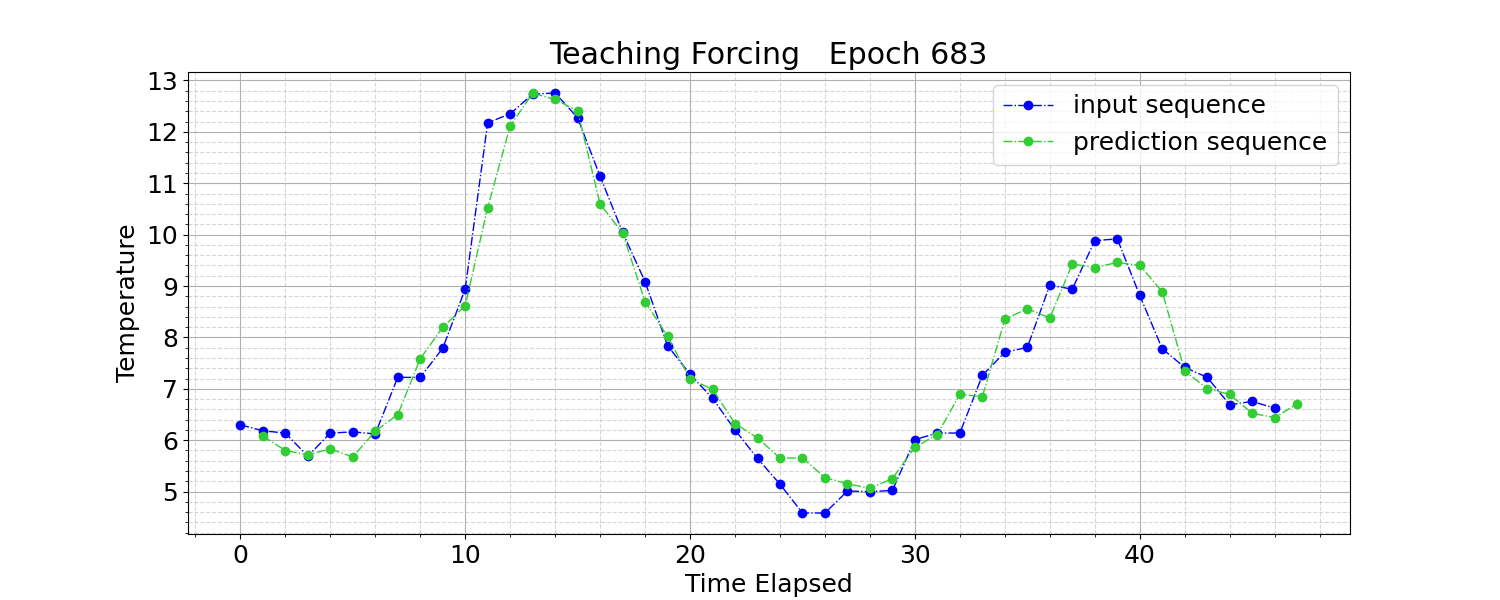 Teaching Forcing   Epoch 683
13
12
11
10
9
8
7
6
5
Temperature
input sequence
prediction sequence
0 10 20 30 40
Time Elapsed